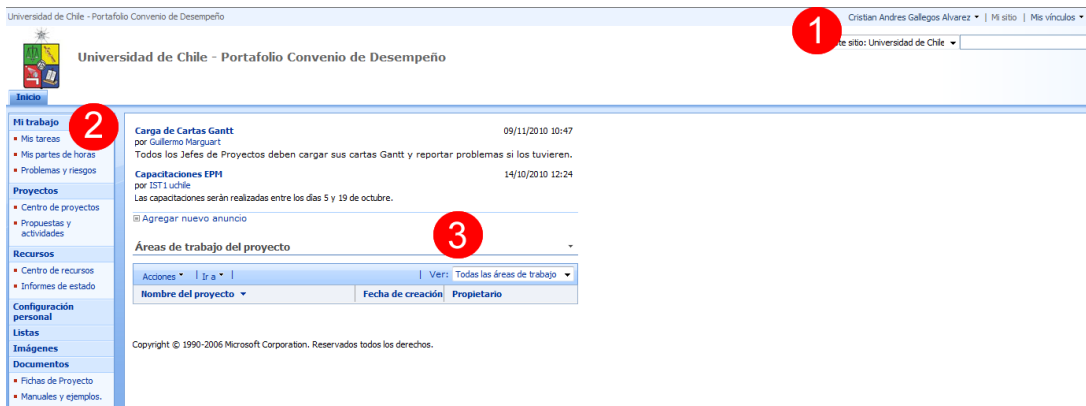 Universidad de Chile - Portafolio Convenio de Desempeño
Cristian Andres Gallegos Alvarez | Mi sitio | Mis vínculos
1
te sitio: Universidad de Chile
Universidad de Chile - Portafolio Convenio de Desempeño
Inicio
Mi trabajo
2
Mis tareas
Mis partes de horas
Problemas y riesgos
Proyectos
Centro de proyectos
Propuestas y
actividades
Recursos
Centro de recursos
Informes de estado
Configuración
personal
Listas
Imágenes
Documentos
Fichas de Proyecto
Manuales y ejemplos.
Carga de Cartas Gantt 09/11/2010 10:47
por Guillermo Marguart
Todos los Jefes de Proyectos deben cargar sus cartas Gantt y reportar problemas si los tuvieren.
Capacitaciones EPM 14/10/2010 12:24
por IST1 uchile
Las capacitaciones serán realizadas entre los días 5 y 19 de octubre.
Agregar nuevo anuncio
3
Áreas de trabajo del proyecto
Acciones | Ir a | | Ver: Todas las áreas de trabajo
Nombre del proyecto Fecha de creación Propietario
Copyright © 1990-2006 Microsoft Corporation. Reservados todos los derechos.